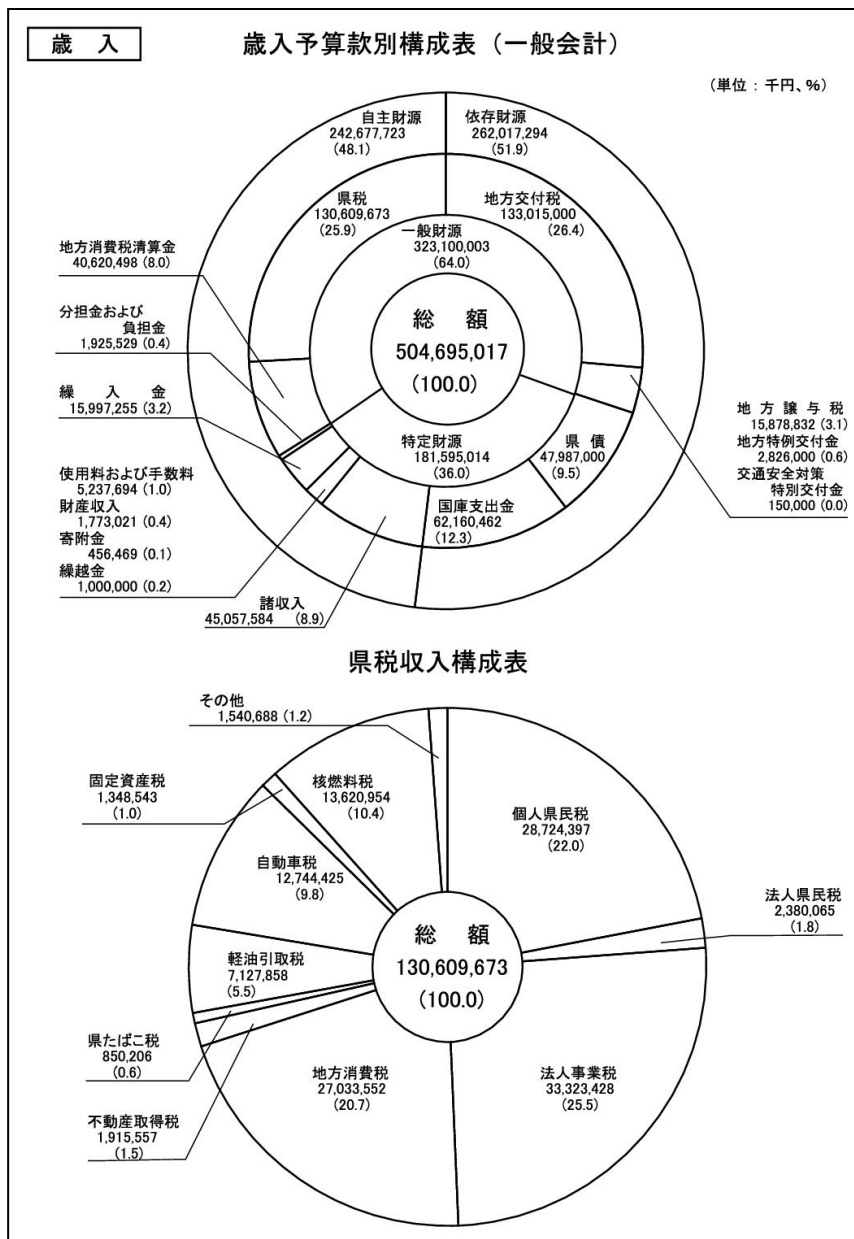 歳 入
歳入予算款別構成表（一般会計）
（単位：千円、％）
自主財源
242,677,723
(48.1)
依存財源
262,017,294
(51.9)
県税
130,609,673
(25.9)
地方交付税
133,015,000
(26.4)
一般財源
323,100,003
(64.0)
地方消費税清算金
40,620,498 (8.0)
分担金および
負担金
1,925,529 (0.4)
繰 入 金
15,997,255 (3.2)
使用料および手数料
5,237,694 (1.0)
財産収入
1,773,021 (0.4)
寄附金
456,469 (0.1)
繰越金
1,000,000 (0.2)
総 額
504,695,017
(100.0)
特定財源
181,595,014
(36.0)
県 債
47,987,000
(9.5)
国庫支出金
62,160,462
(12.3)
諸収入
45,057,584 (8.9)
地 方 譲 与 税
15,878,832 (3.1)
地方特例交付金
2,826,000 (0.6)
交通安全対策
特別交付金
150,000 (0.0)
県税収入構成表
その他
1,540,688 (1.2)
固定資産税
1,348,543
(1.0)
核燃料税
13,620,954
(10.4)
個人県民税
28,724,397
(22.0)
自動車税
12,744,425
(9.8)
法人県民税
2,380,065
(1.8)
総 額
130,609,673
(100.0)
軽油引取税
7,127,858
(5.5)
県たばこ税
850,206
(0.6)
不動産取得税
1,915,557
(1.5)
地方消費税
27,033,552
(20.7)
法人事業税
33,323,428
(25.5)